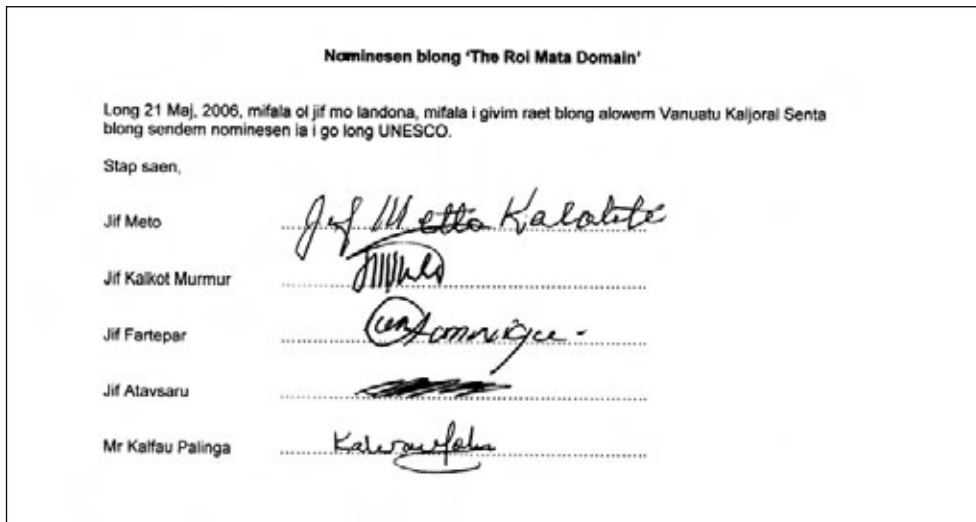 Nominesen blong 'The Roi Mata Domain'
Long 21 Maj, 2006, mifala ol jif mo landona, mifala i givim raet blong alowem Vanuatu Kaljoral Senta
blong sendem nominesen ia i go long UNESCO.
Stap saen,
Jif Meto Jif Metto Kalotiti
Jif Kalkot Murmur
Jif Fartepar
Jif Atavsaru
Mr Kalfau Palinga